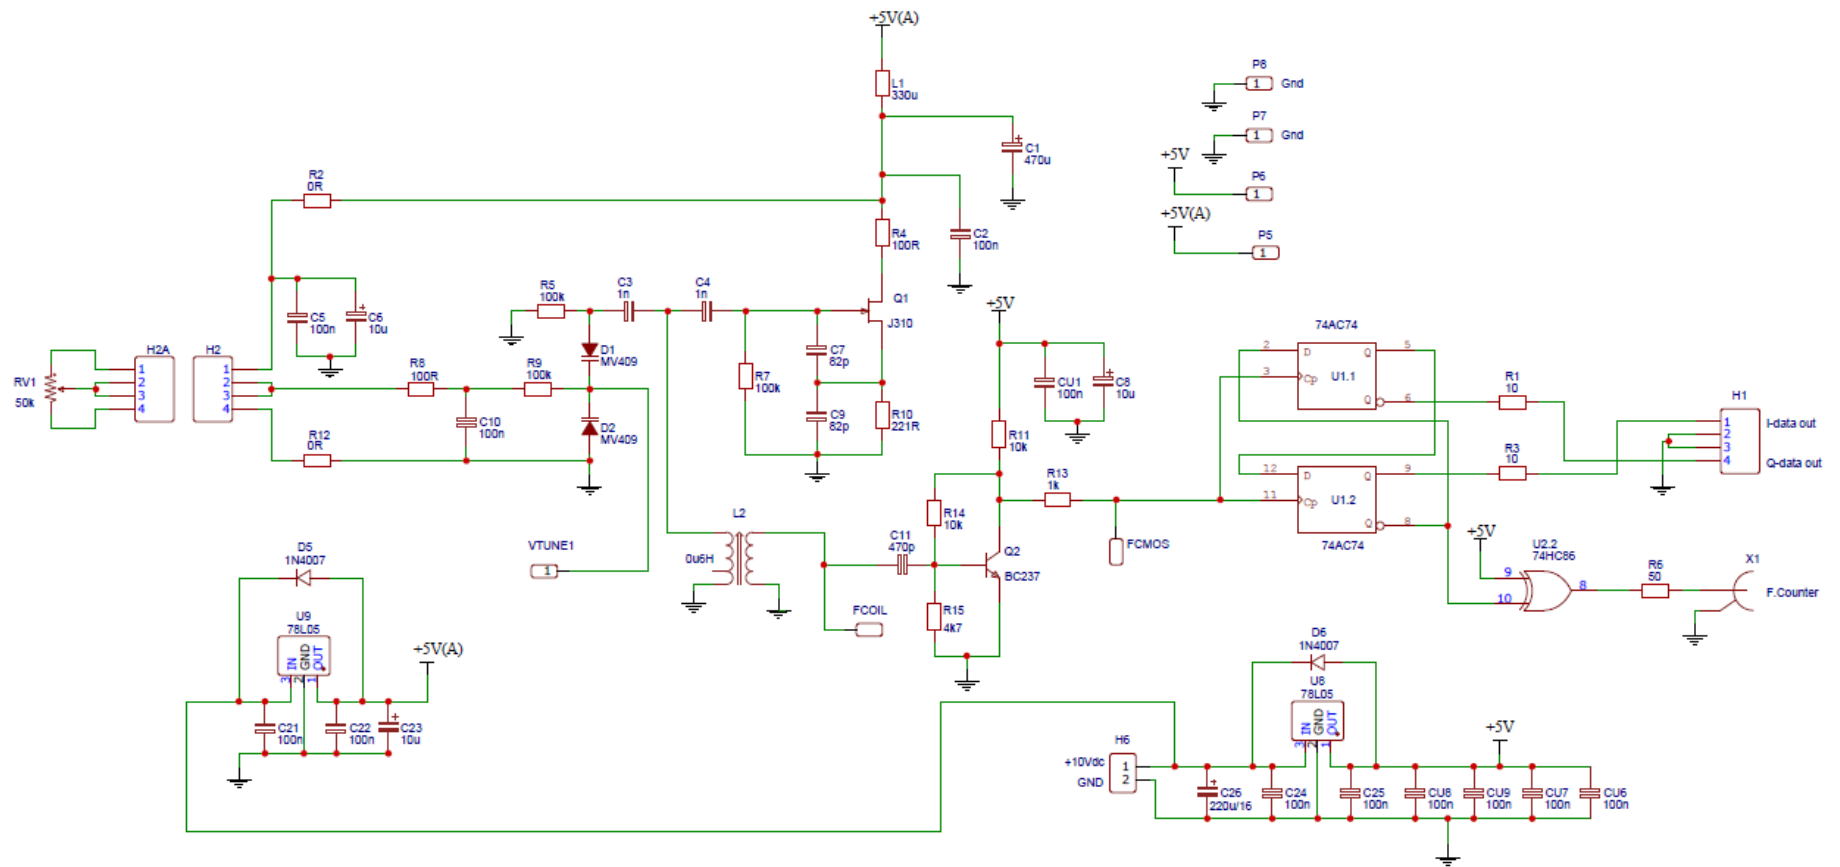 +5V(A)
L1
330u
C1
470u
P8
1 Gnd
P7
1 Gnd
+5V
P6
1
+5V(A)
P5
1
R2
0R
R4
100R
C2
100n
C5
100n
C6
10u
R5
100k
C3
1n
C4
1n
Q1
J310
D1
MV409
C7
82p
R7
100k
C9
82p
R10
221R
H2A
1
2
3
4
H2
1
2
3
4
RV1
50k
R8
100R
R9
100k
C10
100n
D2
MV409
R12
0R
+5V
CU1
100n
C8
10u
R11
10k
R13
1k
R14
10k
74AC74
2 D Q 5
3 Cp U1.1
Q 6
R1
10
R3
10
H1
1
2
3
4
I-data out
Q-data out
12 D Q 9
11 Cp U1.2
Q 8
74AC74
FCMOS
+5V
U2.2
74HC86
9
10
8
R6
50
X1
F.Counter
L2
0u6H
C11
470p
Q2
BC237
R15
4k7
FCOIL
VTUNE1
1
D5
1N4007
U9
78L05
IN GND OUT
3 2 1
+5V(A)
C21
100n
C22
100n
C23
10u
D6
1N4007
U8
78L05
IN GND OUT
3 2 1
+5V
H6
+10Vdc 1
GND 2
C26
220u/16
C24
100n
C25
100n
CU8
100n
CU9
100n
CU7
100n
CU6
100n